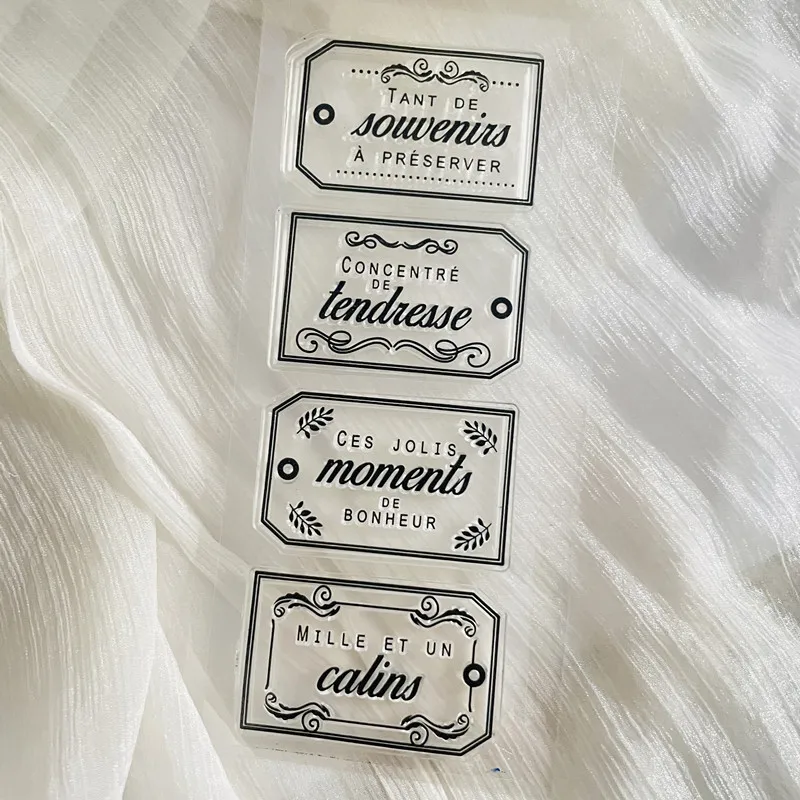 Tant de
souvenirs
à préserver
Concentré
de
tendresse
Ces jolis
moments
de
bonheur
Mille et un
calins